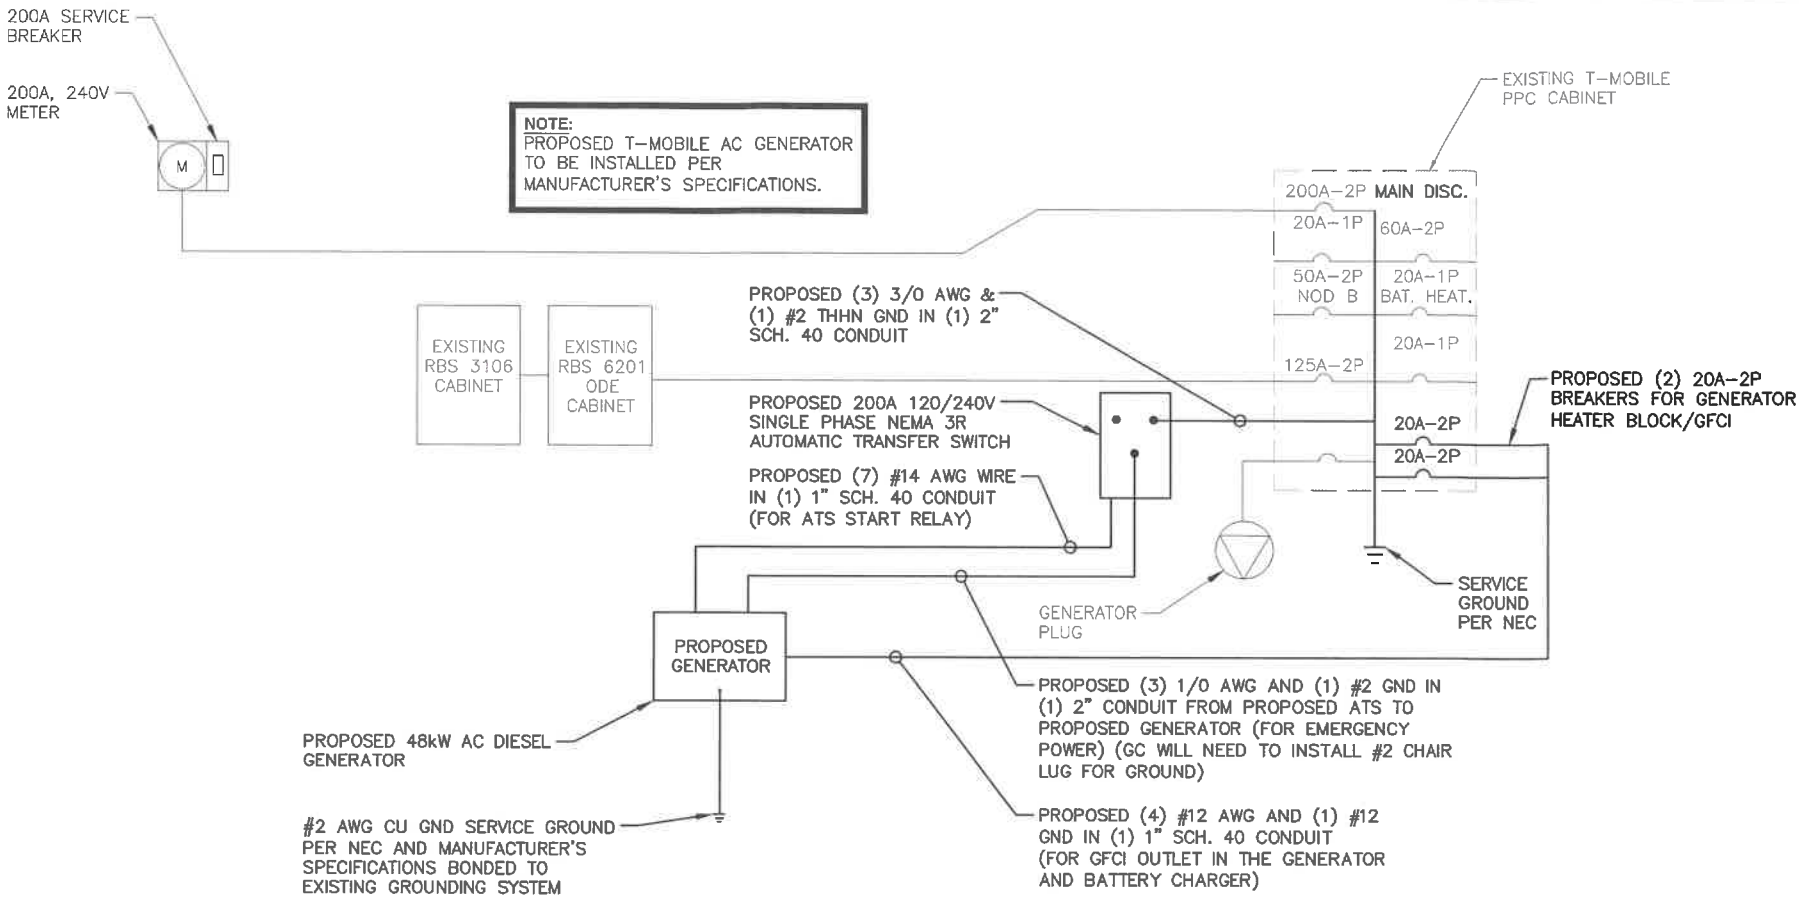 200A SERVICE
BREAKER
200A, 240V
METER
M
NOTE:
PROPOSED T-MOBILE AC GENERATOR
TO BE INSTALLED PER
MANUFACTURER'S SPECIFICATIONS.
EXISTING T-MOBILE
PPC CABINET
200A-2P MAIN DISC.
20A-1P
60A-2P
50A-2P
NOD B
20A-1P
BAT. HEAT.
20A-1P
125A-2P
20A-2P
20A-2P
PROPOSED (3) 3/0 AWG &
(1) #2 THHN GND IN (1) 2"
SCH. 40 CONDUIT
EXISTING
RBS 3106
CABINET
EXISTING
RBS 6201
ODE
CABINET
PROPOSED 200A 120/240V
SINGLE PHASE NEMA 3R
AUTOMATIC TRANSFER SWITCH
PROPOSED (7) #14 AWG WIRE
IN (1) 1" SCH. 40 CONDUIT
(FOR ATS START RELAY)
PROPOSED (2) 20A-2P
BREAKERS FOR GENERATOR
HEATER BLOCK/GFCI
GENERATOR
PLUG
SERVICE
GROUND
PER NEC
PROPOSED
GENERATOR
PROPOSED 48kW AC DIESEL
GENERATOR
#2 AWG CU GND SERVICE GROUND
PER NEC AND MANUFACTURER'S
SPECIFICATIONS BONDED TO
EXISTING GROUNDING SYSTEM
PROPOSED (3) 1/0 AWG AND (1) #2 GND IN
(1) 2" CONDUIT FROM PROPOSED ATS TO
PROPOSED GENERATOR (FOR EMERGENCY
POWER) (GC WILL NEED TO INSTALL #2 CHAIR
LUG FOR GROUND)
PROPOSED (4) #12 AWG AND (1) #12
GND IN (1) 1" SCH. 40 CONDUIT
(FOR GFCI OUTLET IN THE GENERATOR
AND BATTERY CHARGER)